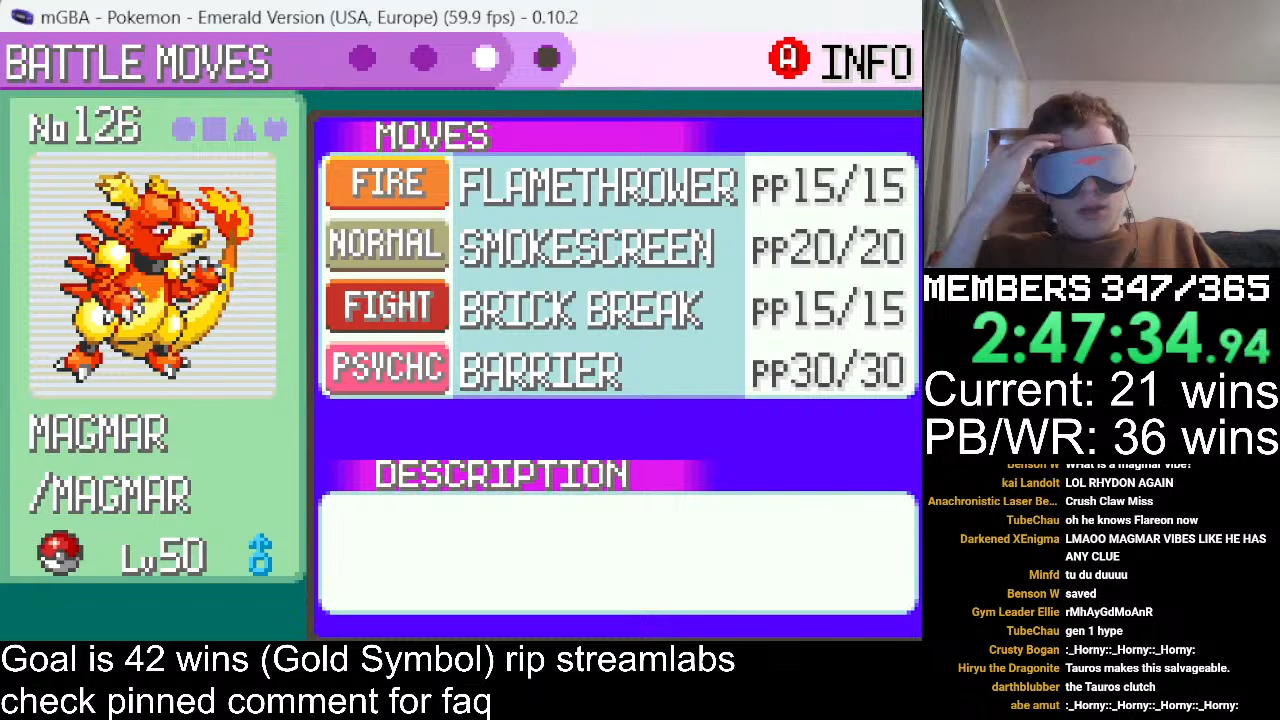 mGBA - Pokemon - Emerald Version (USA, Europe) (59.9 fps) - 0.10.2
BATTLE MOVES
A INFO
No126
MOVES
FIRE FLAMETHROWER PP15/15
NORMAL SMOKESCREEN PP20/20
FIGHT BRICK BREAK PP15/15
PSYCHC BARRIER PP30/30
MAGMAR
/MAGMAR
Lv50 ♂
DESCRIPTION
MEMBERS 347/365
2:47:34.94
Current: 21 wins
PB/WR: 36 wins
Benson W What is a magmar vibe?
kai Landolt LOL RHYDON AGAIN
Anachronistic Laser Be... Crush Claw Miss
TubeChau oh he knows Flareon now
Darkened XEnigma LMAOO MAGMAR VIBES LIKE HE HAS
ANY CLUE
Minfd tu du duuuu
Benson W saved
Gym Leader Ellie rMhAyGdMoAnR
TubeChau gen 1 hype
Crusty Bogan :_Horny::_Horny::_Horny:
Hiryu the Dragonite Tauros makes this salvageable.
darthblubber the Tauros clutch
abe amut :_Horny::_Horny::_Horny::_Horny:
Goal is 42 wins (Gold Symbol) rip streamlabs
check pinned comment for faq